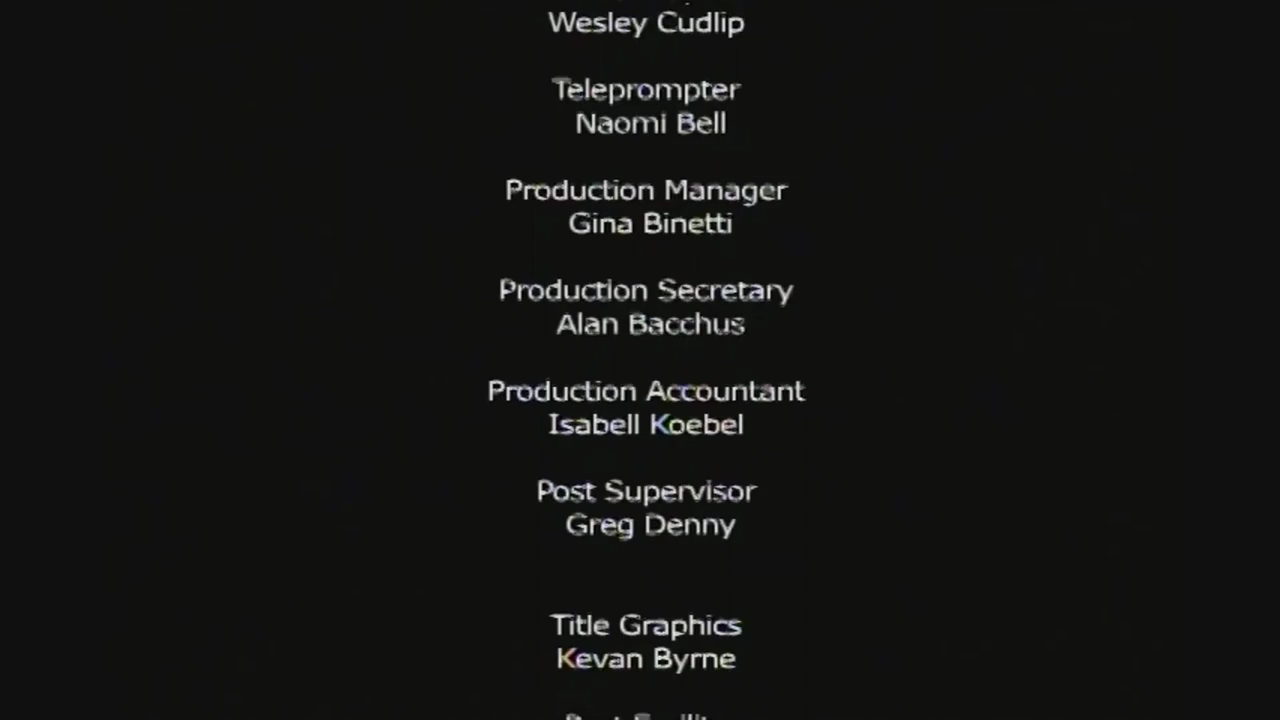 Wesley Cudlip
Teleprompter
Naomi Bell
Production Manager
Gina Binetti
Production Secretary
Alan Bacchus
Production Accountant
Isabell Koebel
Post Supervisor
Greg Denny
Title Graphics
Kevan Byrne